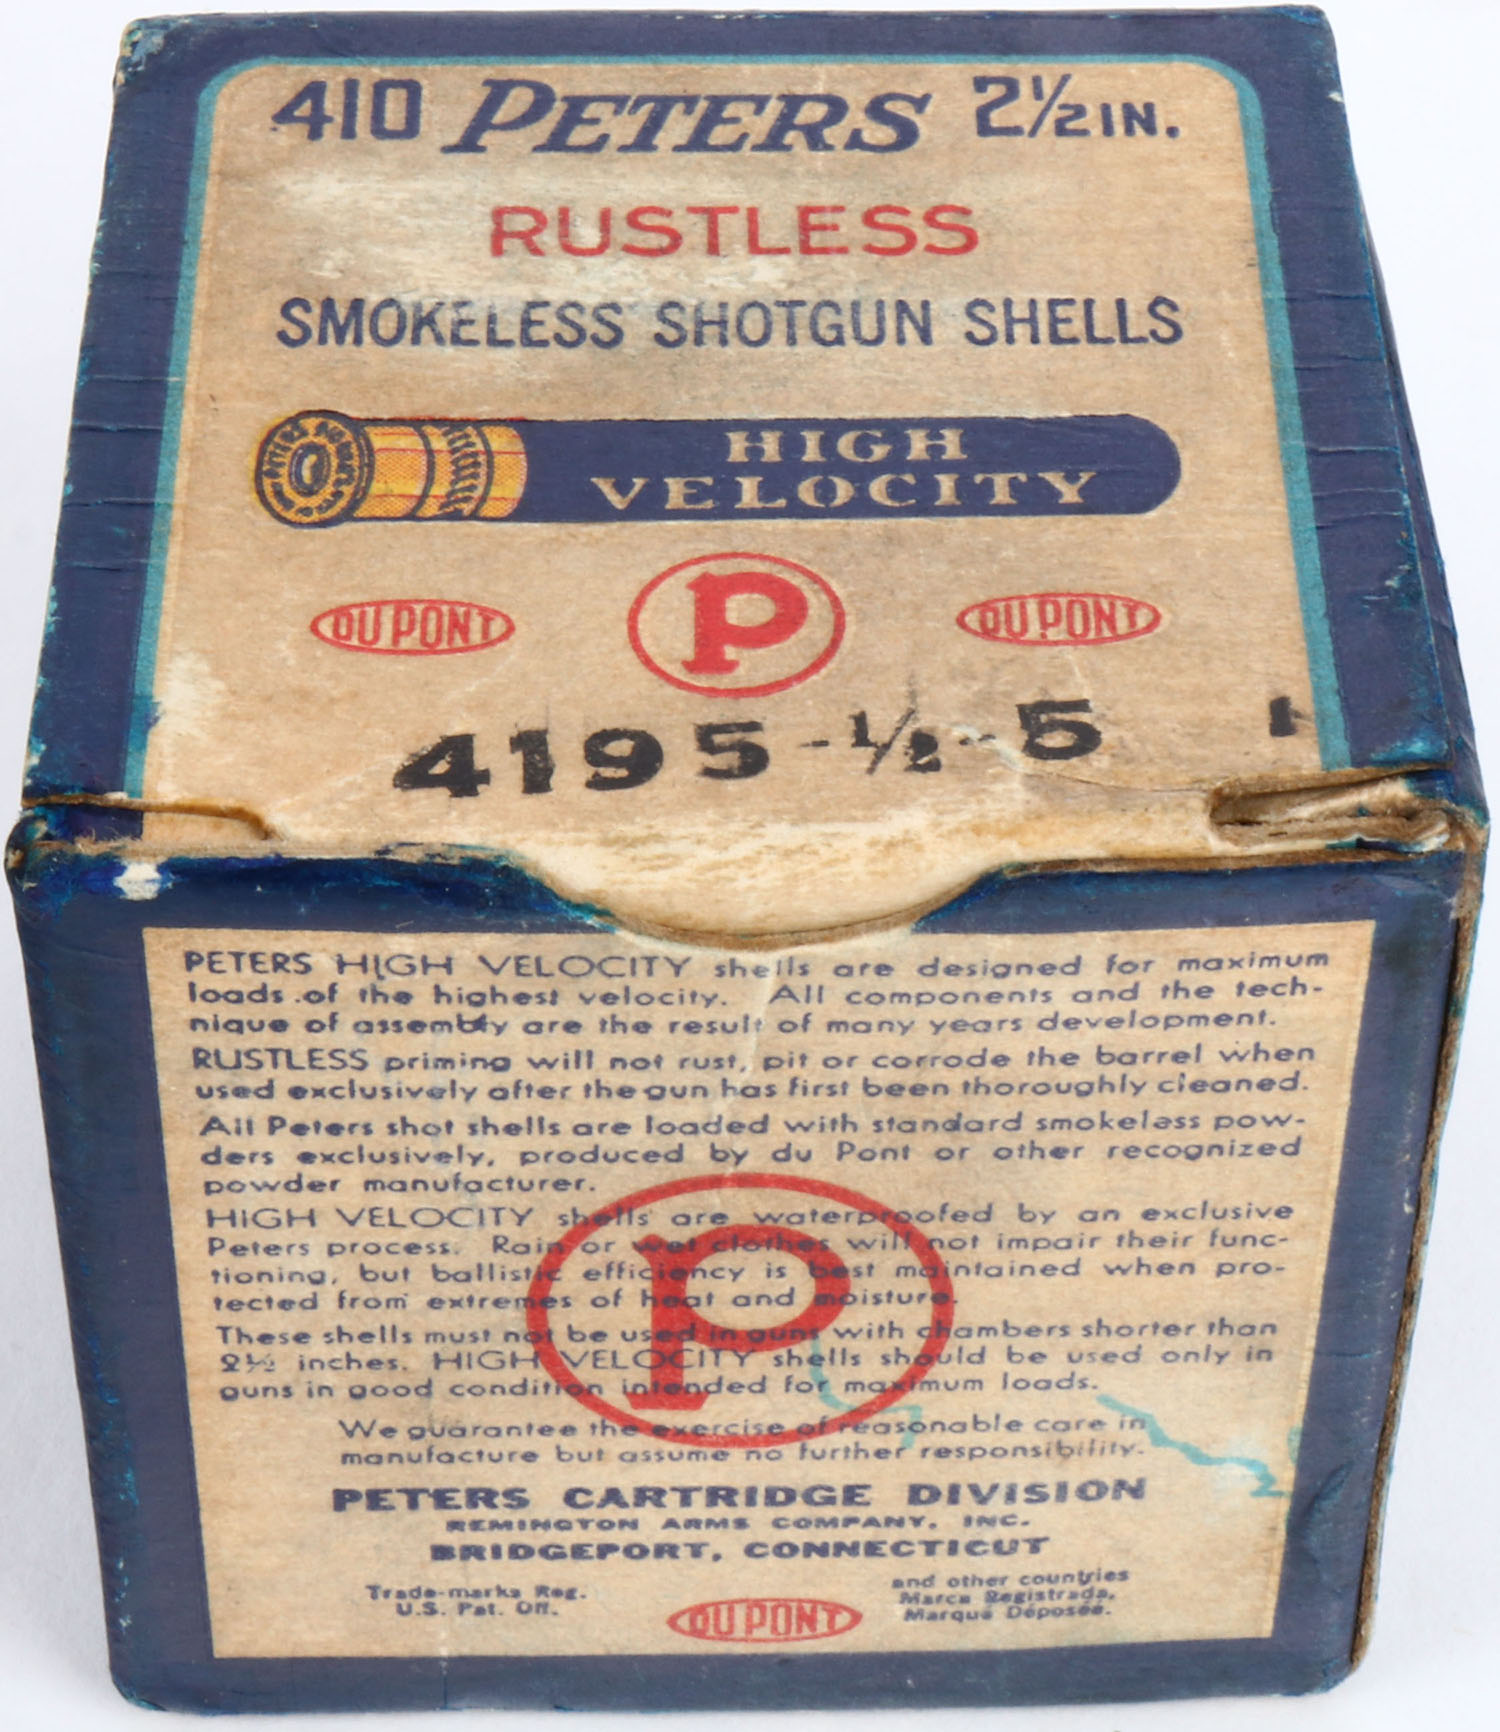 410 PETERS 2½ IN.
RUSTLESS
SMOKELESS SHOTGUN SHELLS
HIGH
VELOCITY
DU PONT P DU PONT
4195-½-5
PETERS HIGH VELOCITY shells are designed for maximum
loads of the highest velocity. All components and the tech-
nique of assembly are the result of many years development.
RUSTLESS priming will not rust, pit or corrode the barrel when
used exclusively after the gun has first been thoroughly cleaned.
All Peters shot shells are loaded with standard smokeless pow-
ders exclusively, produced by du Pont or other recognized
powder manufacturer.
HIGH VELOCITY shells are waterproofed by an exclusive
Peters process. Rain or wet clothes will not impair their func-
tioning, but ballistic efficiency is best maintained when pro-
tected from extremes of heat and moisture.
These shells must not be used in guns with chambers shorter than
2½ inches. HIGH VELOCITY shells should be used only in
guns in good condition intended for maximum loads.
We guarantee the exercise of reasonable care in
manufacture but assume no further responsibility.
P
PETERS CARTRIDGE DIVISION
REMINGTON ARMS COMPANY, INC.
BRIDGEPORT, CONNECTICUT
Trade-marks Reg.
U.S. Pat. Off.
DU PONT
and other countries
Marca Registrada,
Marque Déposée.